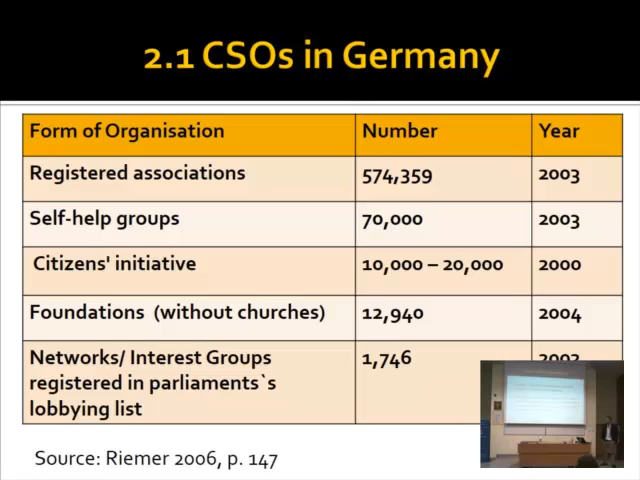 2.1 CSOs in Germany
Form of Organisation Number Year
Registered associations 574,359 2003
Self-help groups 70,000 2003
Citizens' initiative 10,000 – 20,000 2000
Foundations (without churches) 12,940 2004
Networks/ Interest Groups 1,746
registered in parliaments`s
lobbying list
Source: Riemer 2006, p. 147